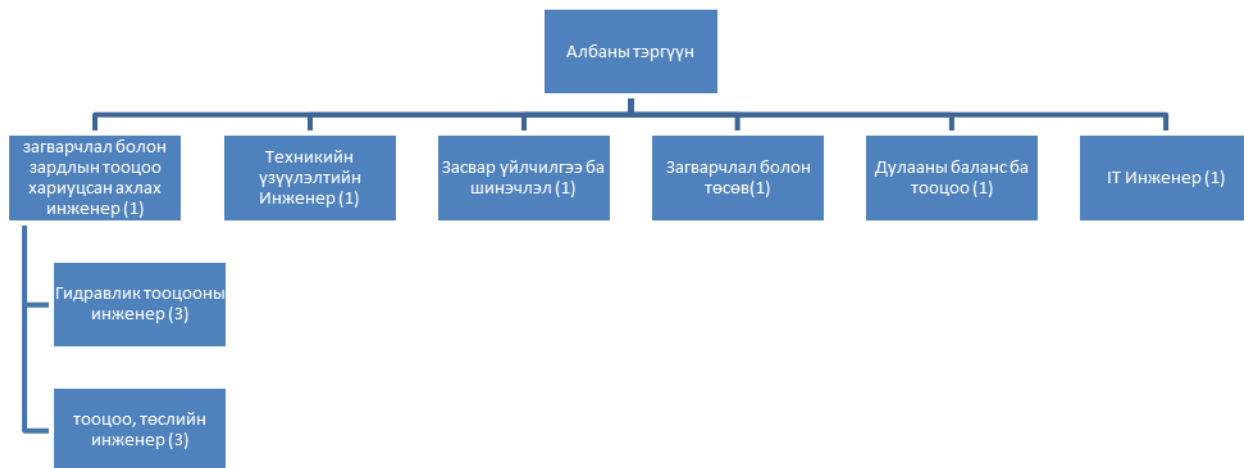 Албаны тэргүүн
загварчлал болон
зардлын тооцоо
хариуцсан ахлах
инженер (1)
Техникийн
үзүүлэлтийн
Инженер (1)
Засвар үйлчилгээ ба
шинэчлэл (1)
Загварчлал болон
төсөв(1)
Дулааны баланс ба
тооцоо (1)
IT Инженер (1)
Гидравлик тооцооны
инженер (3)
тооцоо, төслийн
инженер (3)